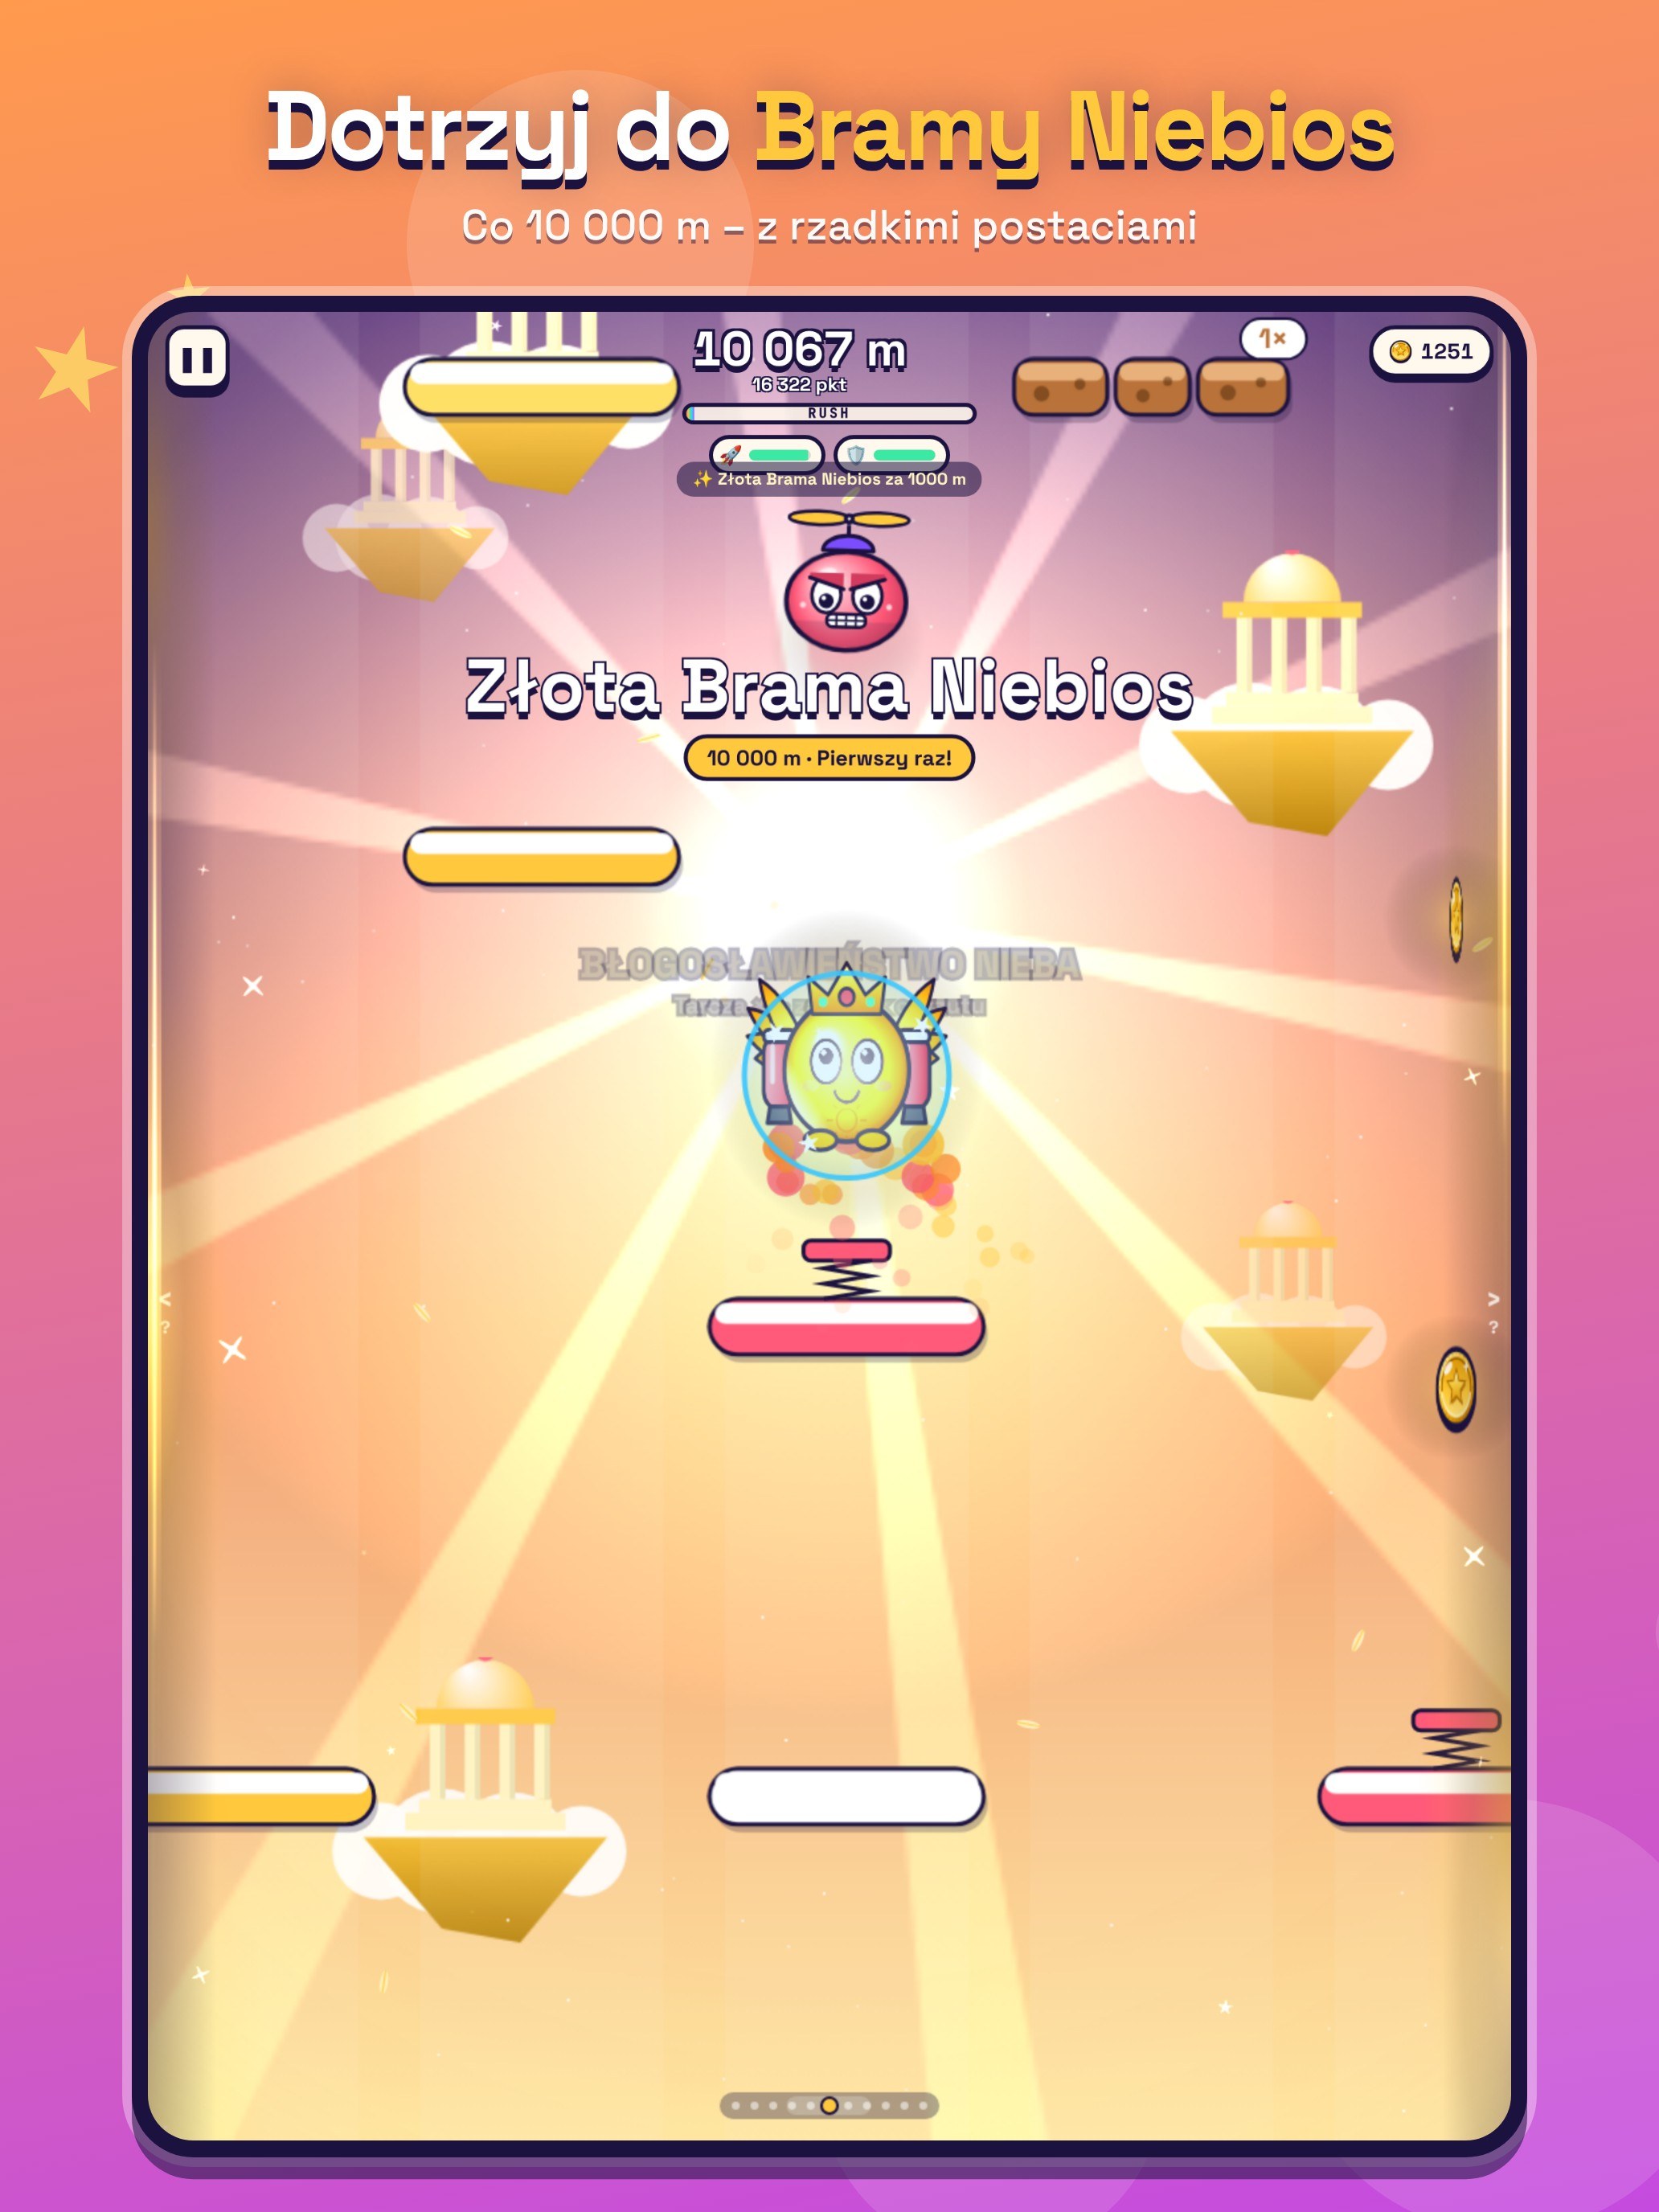 Dotrzyj do Bramy Niebios
Co 10 000 m – z rzadkimi postaciami
10 067 m
16 322 pkt
1×
1251
RUSH
✨ Złota Brama Niebios za 1000 m
Złota Brama Niebios
10 000 m · Pierwszy raz!
BŁOGOSŁAWIEŃSTWO NIEBA
<
>
?
?